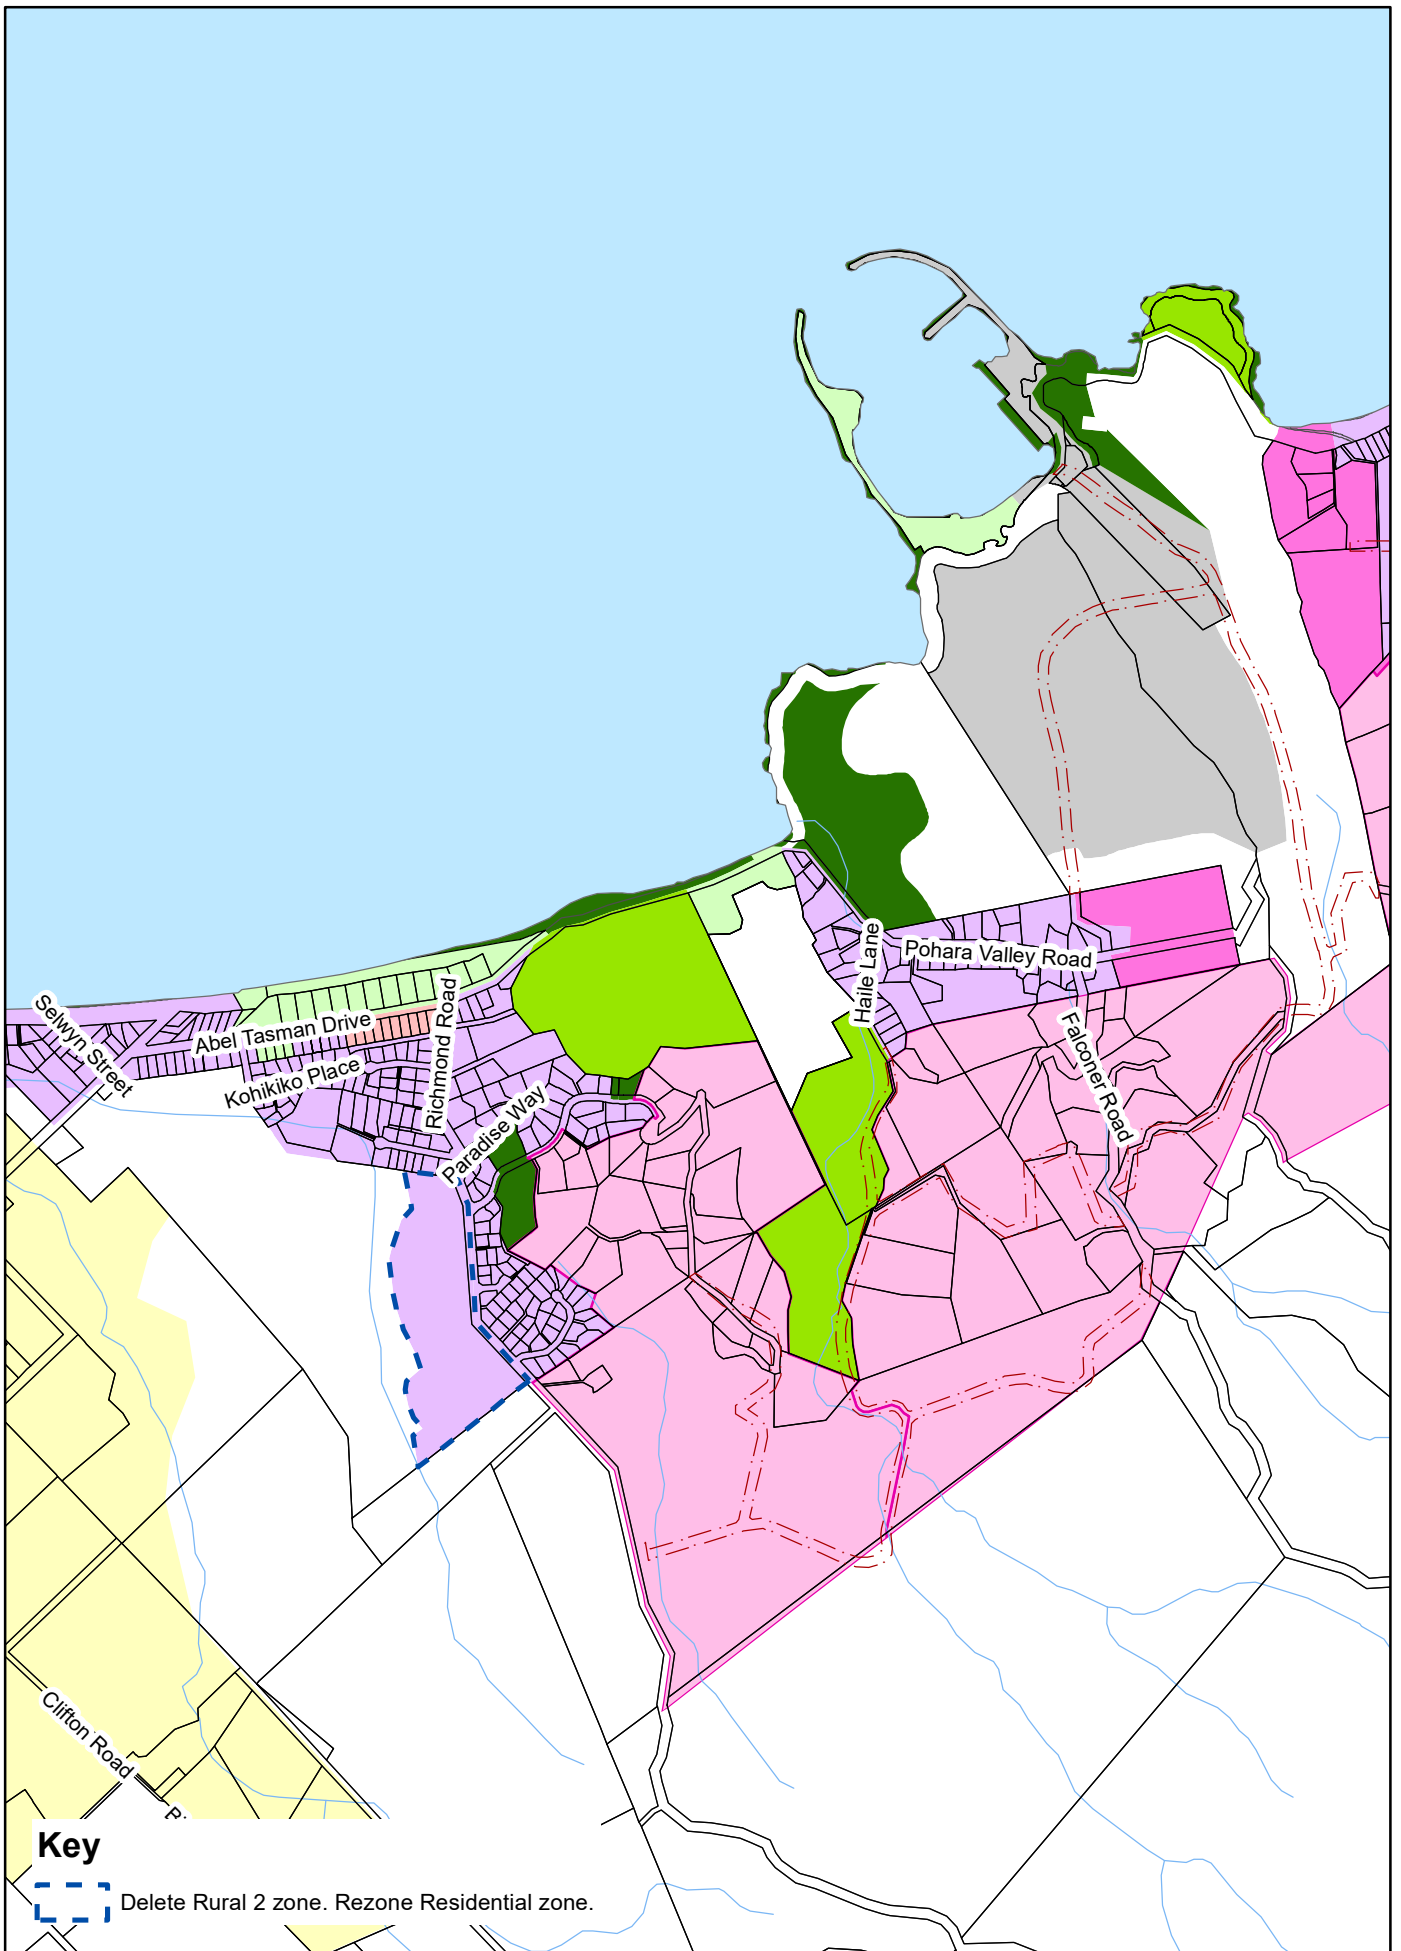 Selwyn Street
Abel Tasman Drive
Kohikiko Place
Richmond Road
Paradise Way
Haile Lane
Pohara Valley Road
Falconer Road
Clifton Road
Key
Delete Rural 2 zone. Rezone Residential zone.